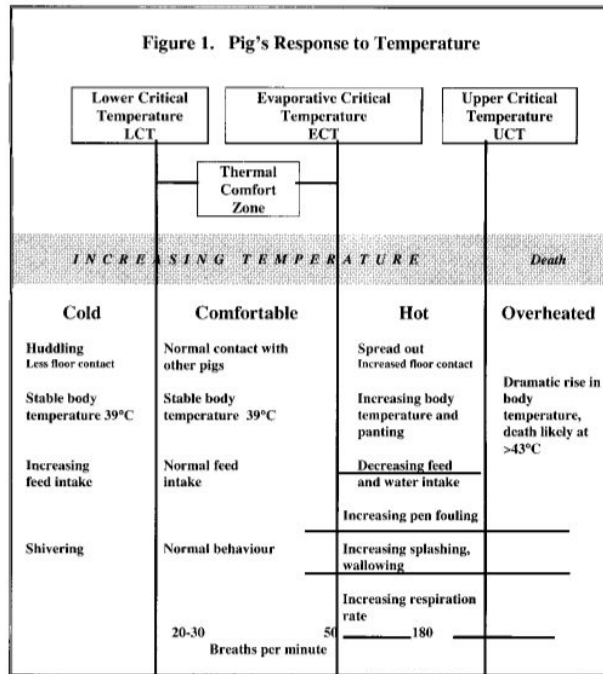 Figure 1. Pig's Response to Temperature
Lower Critical
Temperature
LCT
Evaporative Critical
Temperature
ECT
Upper Critical
Temperature
UCT
Thermal
Comfort
Zone
INCREASING TEMPERATURE Death
Cold Comfortable Hot Overheated
Huddling
Less floor contact
Normal contact with
other pigs
Spread out
Increased floor contact
Stable body
temperature 39°C
Stable body
temperature 39°C
Increasing body
temperature and
panting
Dramatic rise in
body
temperature,
death likely at
>43°C
Increasing
feed intake
Normal feed
intake
Decreasing feed
and water intake
Increasing pen fouling
Shivering
Normal behaviour
Increasing splashing,
wallowing
Increasing respiration
rate
20-30 50 180
Breaths per minute